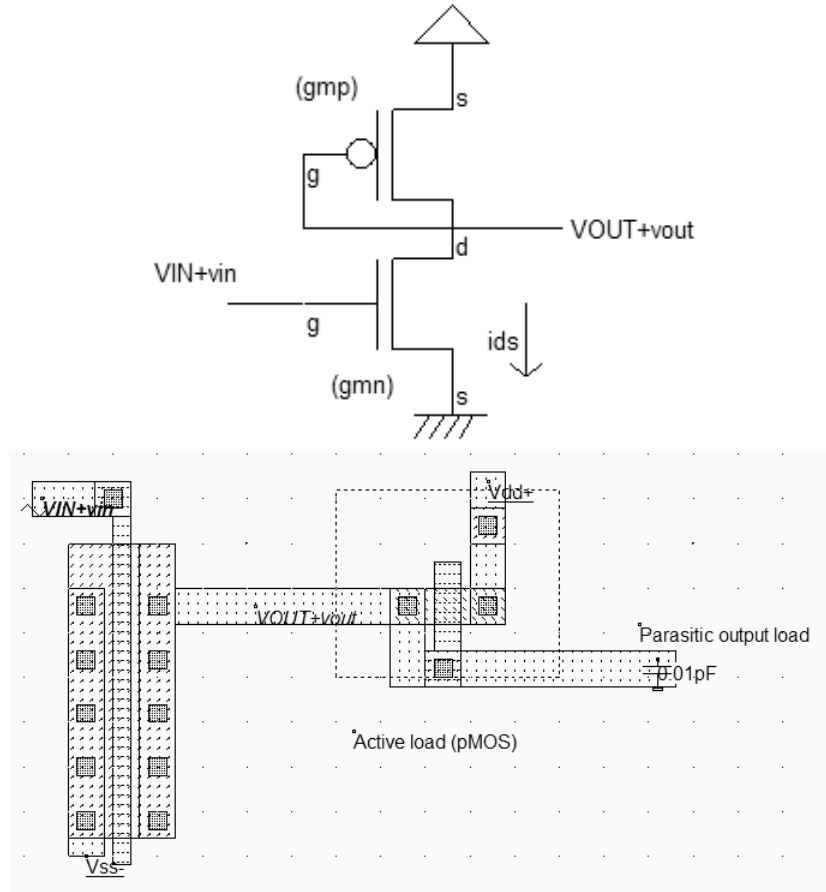 (gmp)
s
g
VOUT+vout
d
VIN+vin
g
ids
(gmn)
s
Vdd+
VIN+vin
VOUT+vout
Parasitic output load
0.01pF
Active load (pMOS)
Vss-